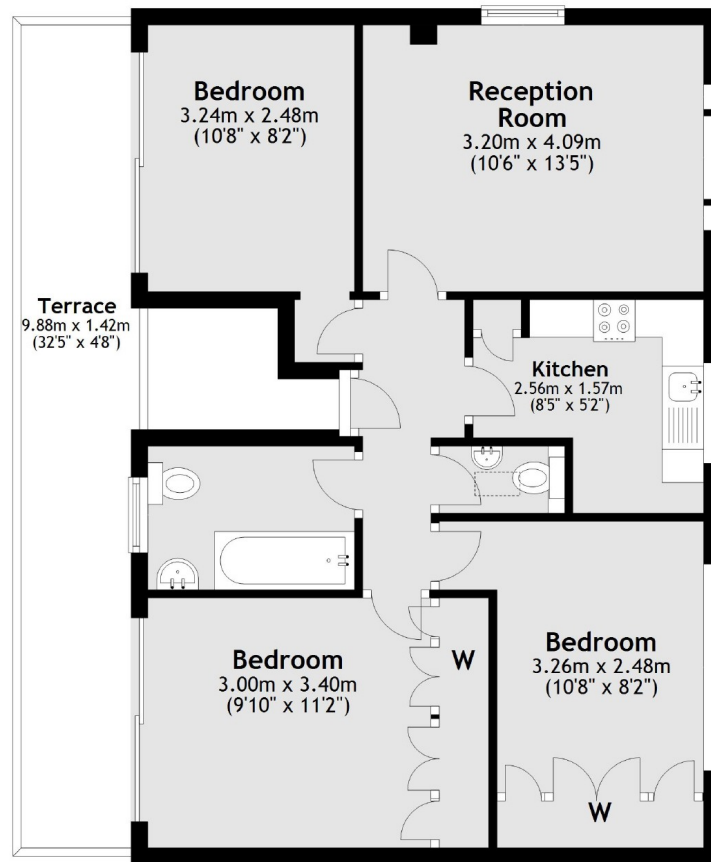 Bedroom
3.24m x 2.48m
(10'8" x 8'2")
Reception
Room
3.20m x 4.09m
(10'6" x 13'5")
Terrace
9.88m x 1.42m
(32'5" x 4'8")
Kitchen
2.56m x 1.57m
(8'5" x 5'2")
Bedroom
3.00m x 3.40m
(9'10" x 11'2")
W
Bedroom
3.26m x 2.48m
(10'8" x 8'2")
W